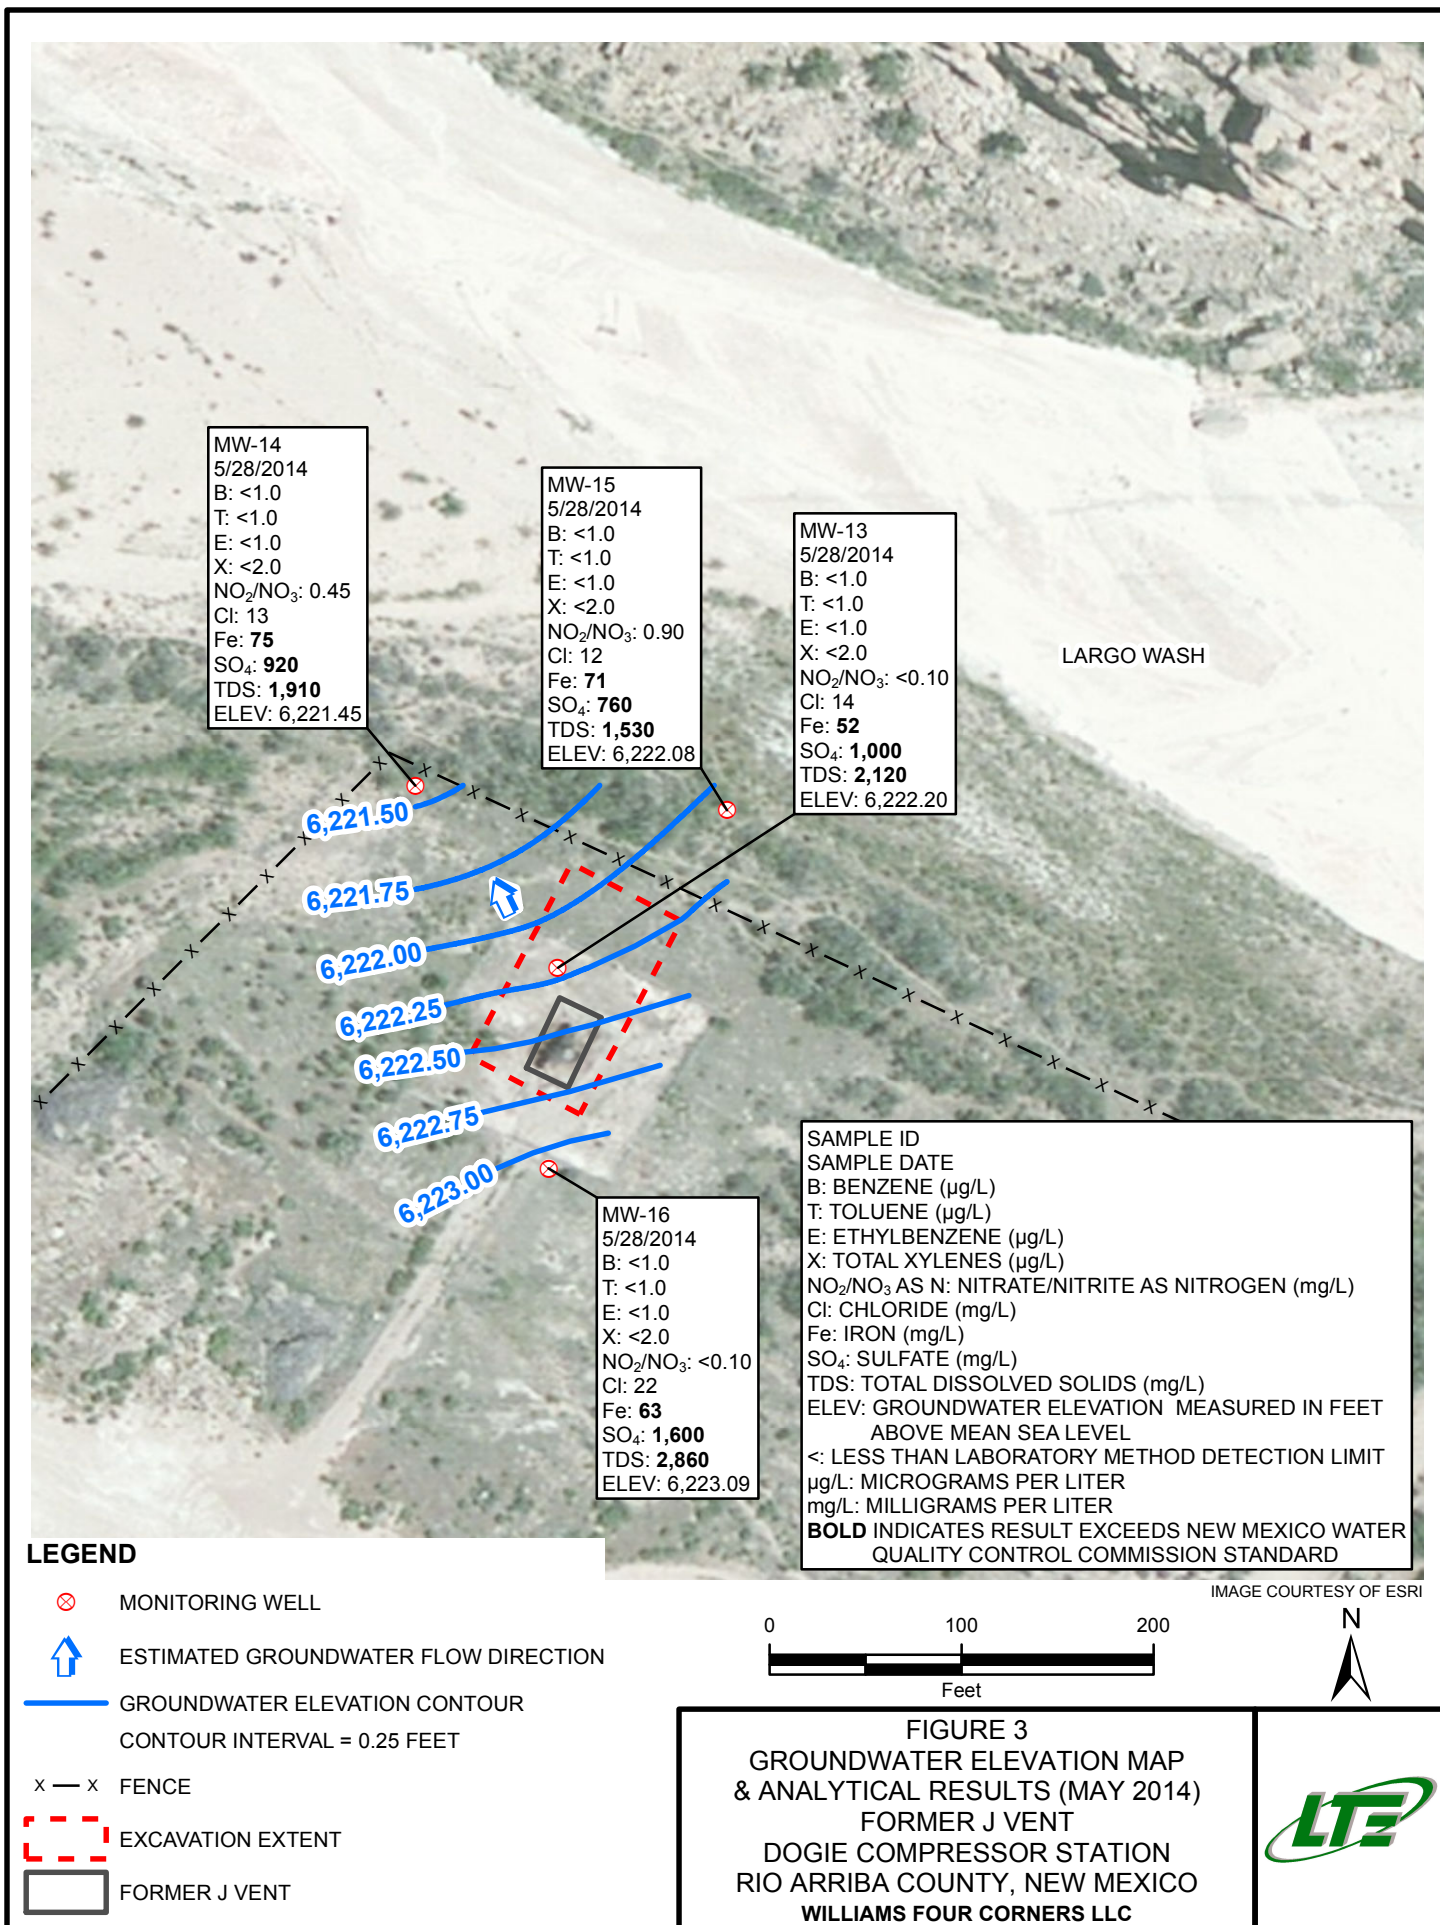 MW-14
5/28/2014
B: <1.0
T: <1.0
E: <1.0
X: <2.0
NO₂/NO₃: 0.45
Cl: 13
Fe: 75
SO₄: 920
TDS: 1,910
ELEV: 6,221.45
MW-15
5/28/2014
B: <1.0
T: <1.0
E: <1.0
X: <2.0
NO₂/NO₃: 0.90
Cl: 12
Fe: 71
SO₄: 760
TDS: 1,530
ELEV: 6,222.08
MW-13
5/28/2014
B: <1.0
T: <1.0
E: <1.0
X: <2.0
NO₂/NO₃: <0.10
Cl: 14
Fe: 52
SO₄: 1,000
TDS: 2,120
ELEV: 6,222.20
LARGO WASH
6,221.50
6,221.75
6,222.00
6,222.25
6,222.50
6,222.75
6,223.00
MW-16
5/28/2014
B: <1.0
T: <1.0
E: <1.0
X: <2.0
NO₂/NO₃: <0.10
Cl: 22
Fe: 63
SO₄: 1,600
TDS: 2,860
ELEV: 6,223.09
SAMPLE ID
SAMPLE DATE
B: BENZENE (µg/L)
T: TOLUENE (µg/L)
E: ETHYLBENZENE (µg/L)
X: TOTAL XYLENES (µg/L)
NO₂/NO₃ AS N: NITRATE/NITRITE AS NITROGEN (mg/L)
Cl: CHLORIDE (mg/L)
Fe: IRON (mg/L)
SO₄: SULFATE (mg/L)
TDS: TOTAL DISSOLVED SOLIDS (mg/L)
ELEV: GROUNDWATER ELEVATION MEASURED IN FEET
ABOVE MEAN SEA LEVEL
<: LESS THAN LABORATORY METHOD DETECTION LIMIT
µg/L: MICROGRAMS PER LITER
mg/L: MILLIGRAMS PER LITER
BOLD INDICATES RESULT EXCEEDS NEW MEXICO WATER
QUALITY CONTROL COMMISSION STANDARD
IMAGE COURTESY OF ESRI
LEGEND
MONITORING WELL
ESTIMATED GROUNDWATER FLOW DIRECTION
GROUNDWATER ELEVATION CONTOUR
CONTOUR INTERVAL = 0.25 FEET
X — X FENCE
EXCAVATION EXTENT
FORMER J VENT
0 100 200
Feet
N
FIGURE 3
GROUNDWATER ELEVATION MAP
& ANALYTICAL RESULTS (MAY 2014)
FORMER J VENT
DOGIE COMPRESSOR STATION
RIO ARRIBA COUNTY, NEW MEXICO
WILLIAMS FOUR CORNERS LLC
LTE